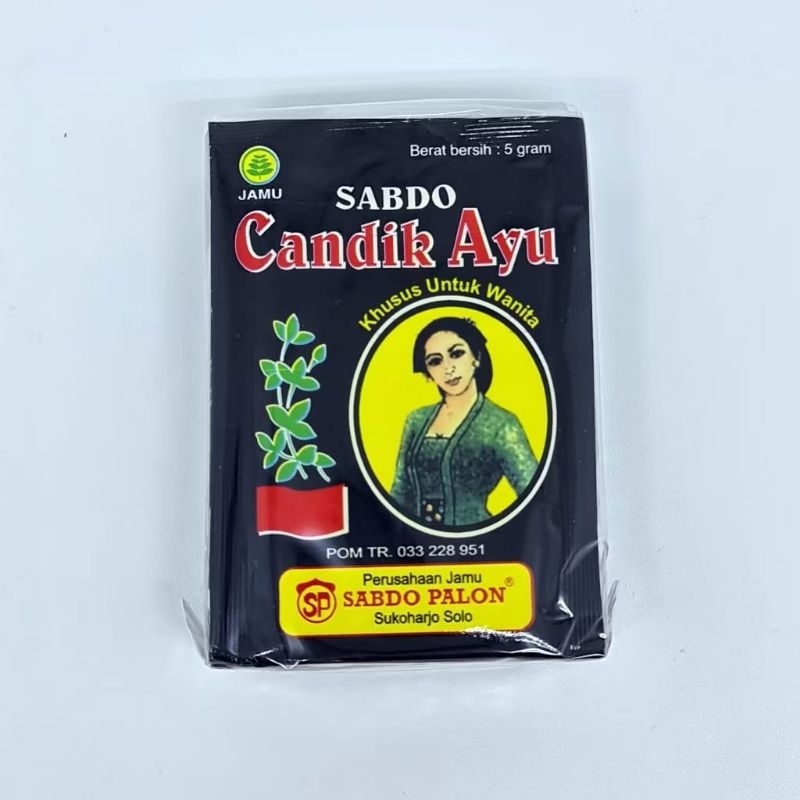 Berat bersih : 5 gram
JAMU
SABDO
Candik Ayu
Khusus Untuk Wanita
POM TR. 033 228 951
Perusahaan Jamu
SP SABDO PALON®
Sukoharjo Solo